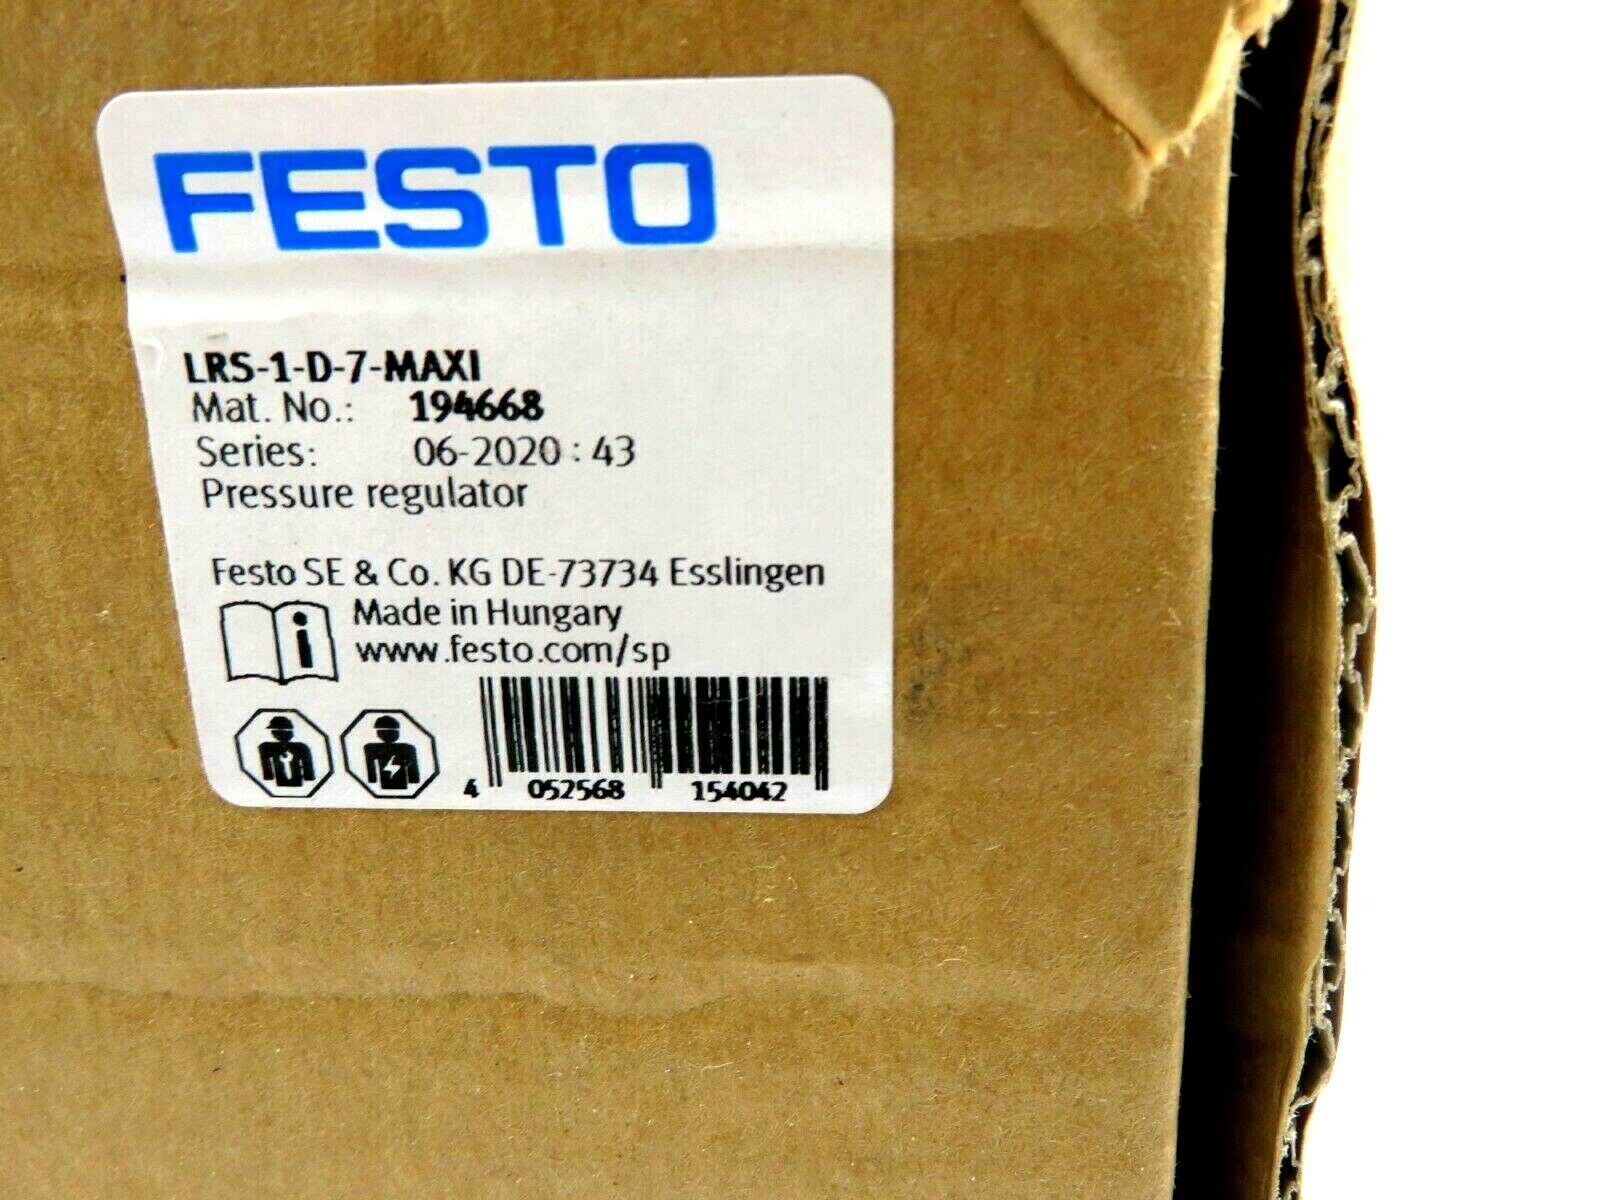 FESTO
LRS-1-D-7-MAXI
Mat. No.: 194668
Series: 06-2020 : 43
Pressure regulator
Festo SE & Co. KG DE-73734 Esslingen
Made in Hungary
www.festo.com/sp
4 052568 154042